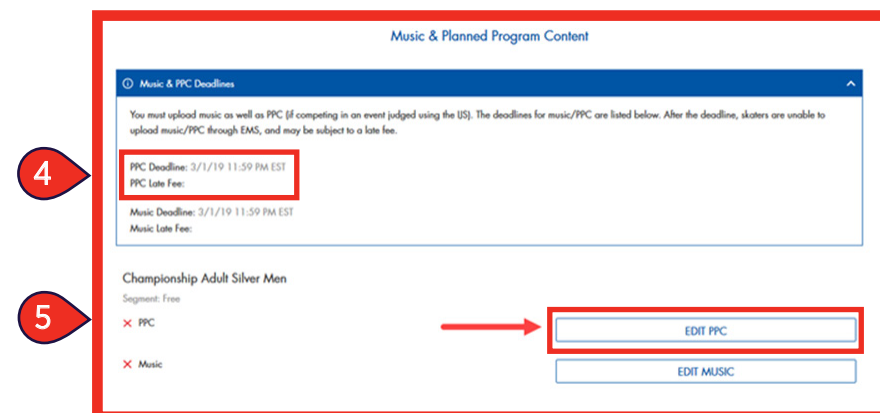 Music & Planned Program Content
Music & PPC Deadlines
You must upload music as well as PPC (if competing in an event judged using the IJS). The deadlines for music/PPC are listed below. After the deadline, skaters are unable to
upload music/PPC through EMS, and may be subject to a late fee.
4
PPC Deadline: 3/1/19 11:59 PM EST
PPC Late Fee:
Music Deadline: 3/1/19 11:59 PM EST
Music Late Fee:
Championship Adult Silver Men
Segment: Free
5
PPC
EDIT PPC
Music
EDIT MUSIC